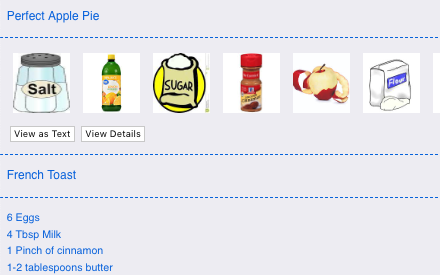 Perfect Apple Pie
Salt
SUGAR
Flour
View as Text
View Details
French Toast
6 Eggs
4 Tbsp Milk
1 Pinch of cinnamon
1-2 tablespoons butter